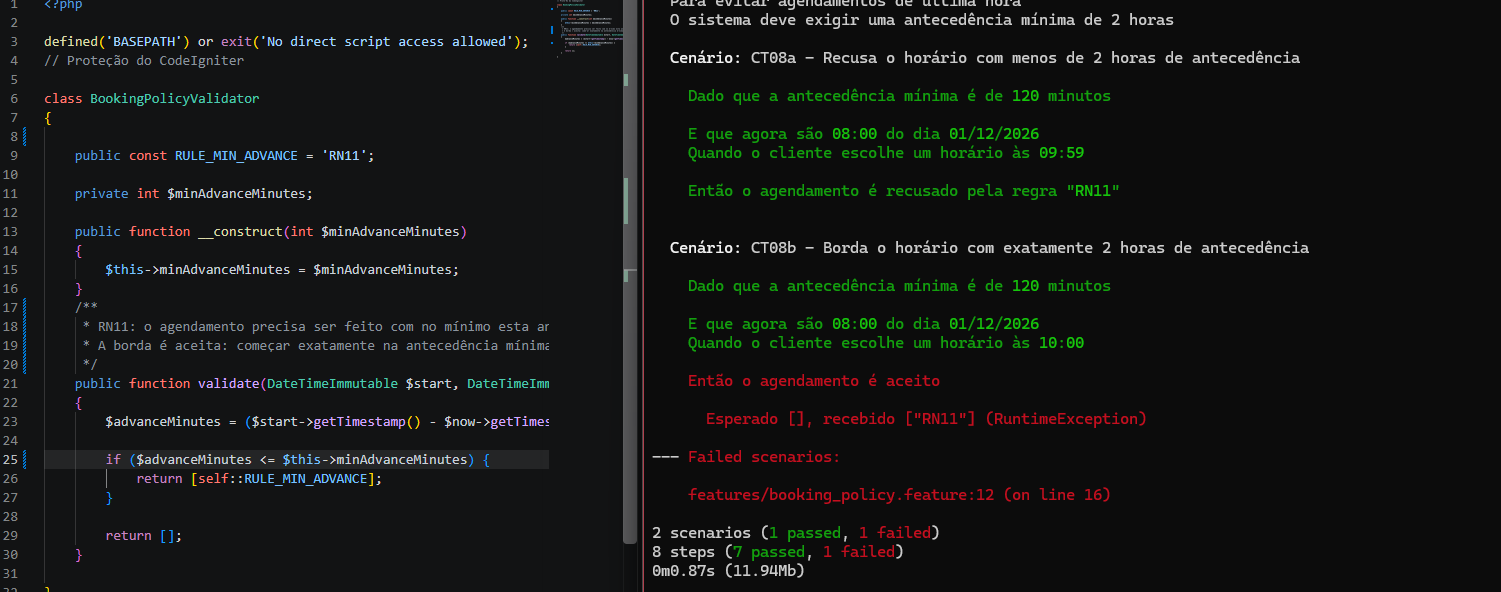 <?php
defined('BASEPATH') or exit('No direct script access allowed');
// Proteção do CodeIgniter
class BookingPolicyValidator
{
public const RULE_MIN_ADVANCE = 'RN11';
private int $minAdvanceMinutes;
public function __construct(int $minAdvanceMinutes)
{
$this->minAdvanceMinutes = $minAdvanceMinutes;
}
/**
* RN11: o agendamento precisa ser feito com no mínimo esta an
* A borda é aceita: começar exatamente na antecedência mínima
*/
public function validate(DateTimeImmutable $start, DateTimeImm
{
$advanceMinutes = ($start->getTimestamp() - $now->getTimes
if ($advanceMinutes <= $this->minAdvanceMinutes) {
return [self::RULE_MIN_ADVANCE];
}
return [];
}
Para evitar agendamentos de última hora
O sistema deve exigir uma antecedência mínima de 2 horas
Cenário: CT08a - Recusa o horário com menos de 2 horas de antecedência
Dado que a antecedência mínima é de 120 minutos
E que agora são 08:00 do dia 01/12/2026
Quando o cliente escolhe um horário às 09:59
Então o agendamento é recusado pela regra "RN11"
Cenário: CT08b - Borda o horário com exatamente 2 horas de antecedência
Dado que a antecedência mínima é de 120 minutos
E que agora são 08:00 do dia 01/12/2026
Quando o cliente escolhe um horário às 10:00
Então o agendamento é aceito
Esperado [], recebido ["RN11"] (RuntimeException)
--- Failed scenarios:
features/booking_policy.feature:12 (on line 16)
2 scenarios (1 passed, 1 failed)
8 steps (7 passed, 1 failed)
0m0.87s (11.94Mb)